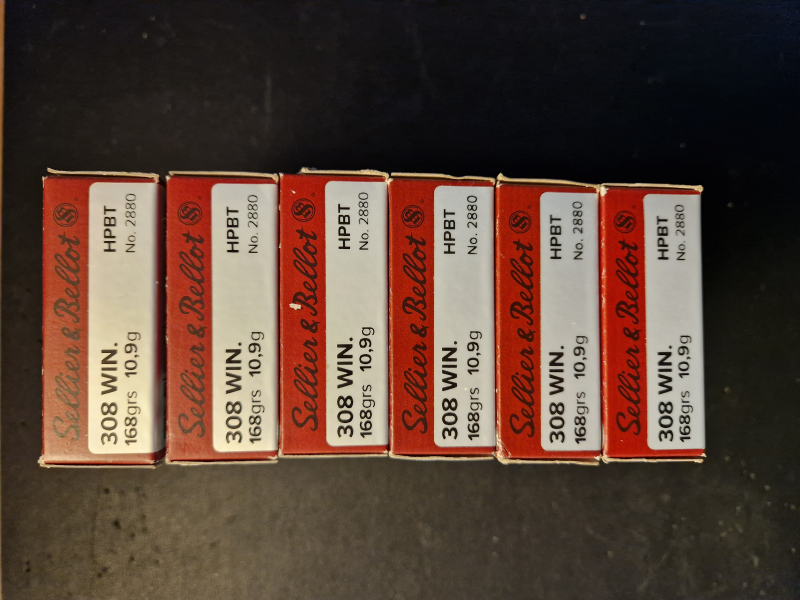 Sellier & Bellot
308 WIN. HPBT
168grs 10,9g No. 2880
Sellier & Bellot
308 WIN. HPBT
168grs 10,9g No. 2880
Sellier & Bellot
308 WIN. HPBT
168grs 10,9g No. 2880
Sellier & Bellot
308 WIN. HPBT
168grs 10,9g No. 2880
Sellier & Bellot
308 WIN. HPBT
168grs 10,9g No. 2880
Sellier & Bellot
308 WIN. HPBT
168grs 10,9g No. 2880